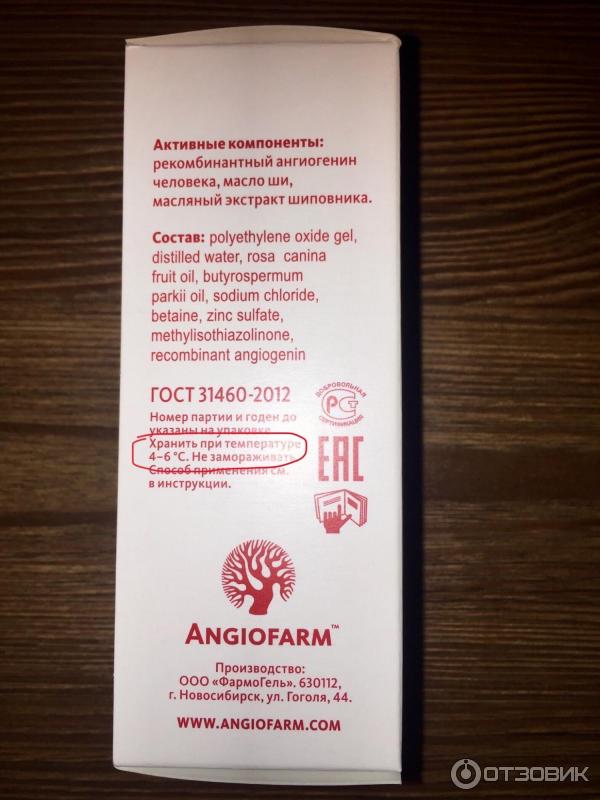 Активные компоненты:
рекомбинантный ангиогенин
человека, масло ши,
масляный экстракт шиповника.
Состав: polyethylene oxide gel,
distilled water, rosa canina
fruit oil, butyrospermum
parkii oil, sodium chloride,
betaine, zinc sulfate,
methylisothiazolinone,
recombinant angiogenin
ГОСТ 31460-2012
Номер партии и годен до
указаны на упаковке.
Хранить при температуре
4–6 °С. Не замораживать.
Способ применения см.
в инструкции.
ДОБРОВОЛЬНАЯ
РСТ
СЕРТИФИКАЦИЯ
EAC
ANGIOFARM™
Производство:
ООО «ФармоГель». 630112,
г. Новосибирск, ул. Гоголя, 44.
WWW.ANGIOFARM.COM
ОТЗОВИК